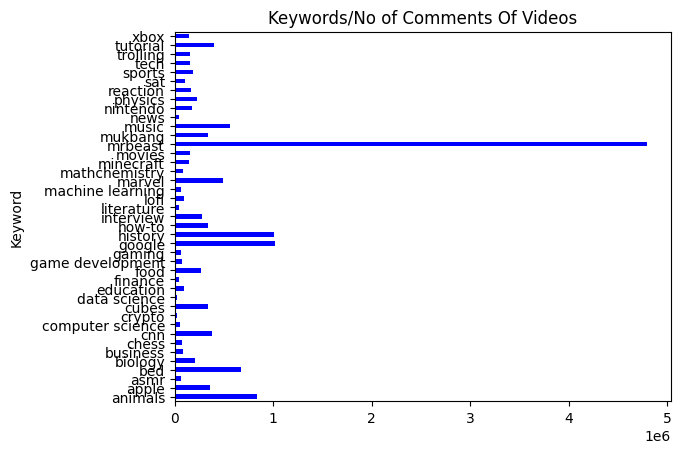 Keywords/No of Comments Of Videos
xbox
tutorial
trolling
tech
sports
sat
reaction
physics
nintendo
news
music
mukbang
mrbeast
movies
minecraft
mathchemistry
marvel
machine learning
lofi
literature
interview
how-to
history
google
gaming
game development
food
finance
education
data science
cubes
crypto
computer science
cnn
chess
business
biology
bed
asmr
apple
animals
Keyword
0 1 2 3 4 5
1e6